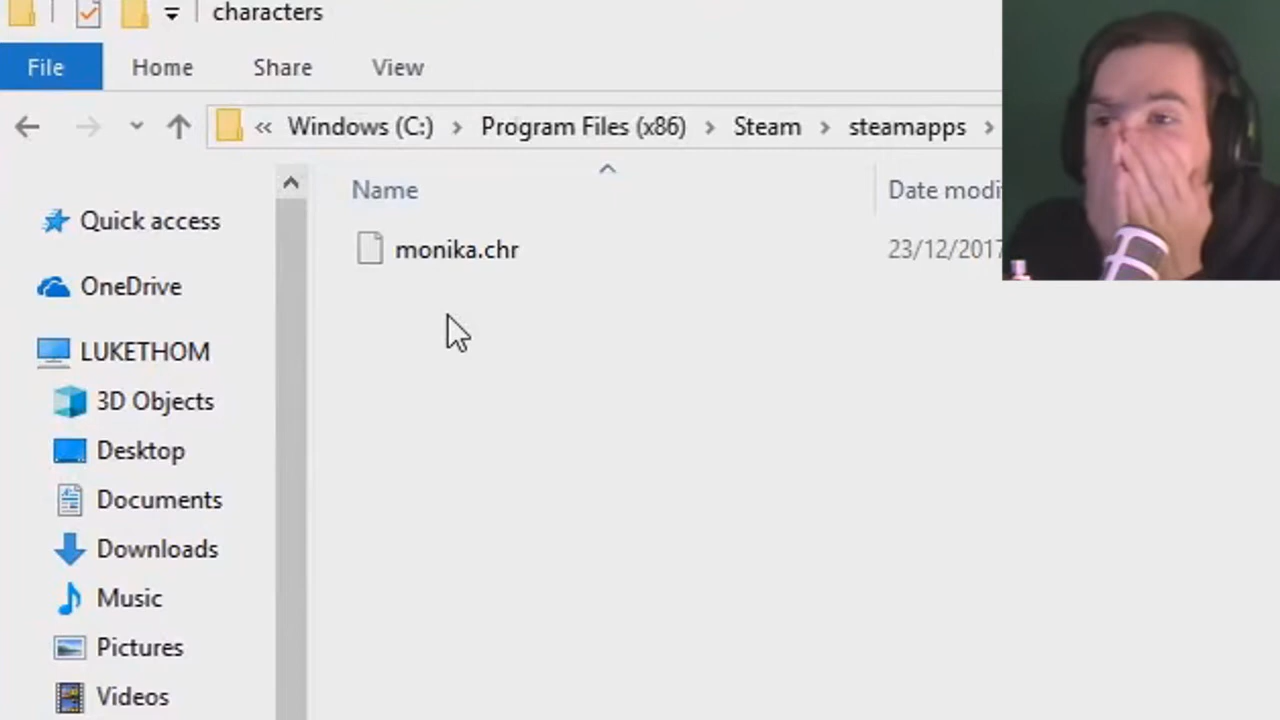 characters
File Home Share View
« Windows (C:) > Program Files (x86) > Steam > steamapps >
Name Date modi
monika.chr 23/12/2017
Quick access
OneDrive
LUKETHOM
3D Objects
Desktop
Documents
Downloads
Music
Pictures
Videos